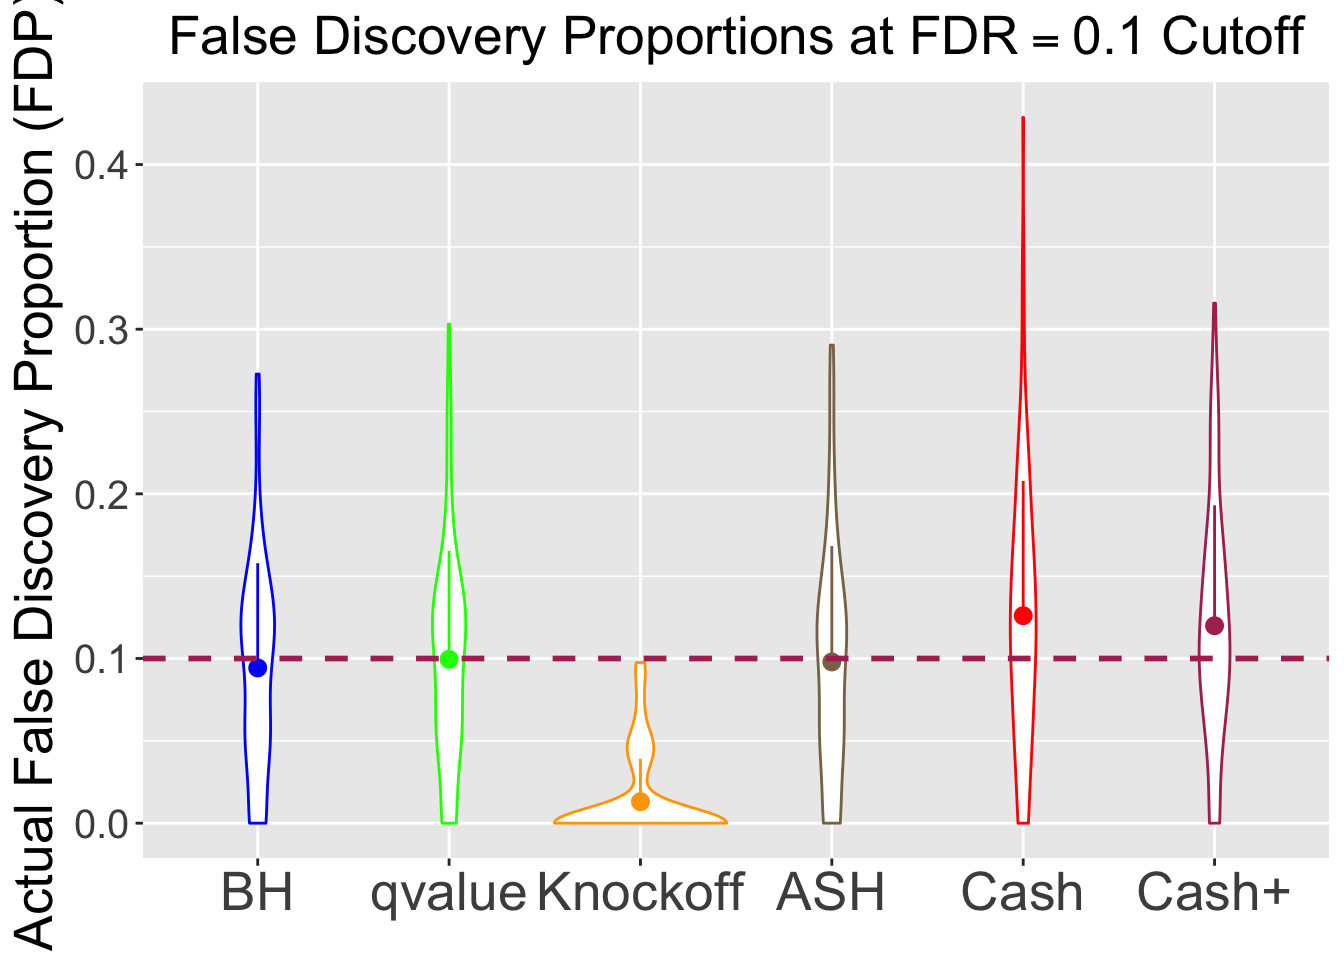 False Discovery Proportions at FDR = 0.1 Cutoff
Actual False Discovery Proportion (FDP)
0.4
0.3
0.2
0.1
0.0
BH qvalue Knockoff ASH Cash Cash+